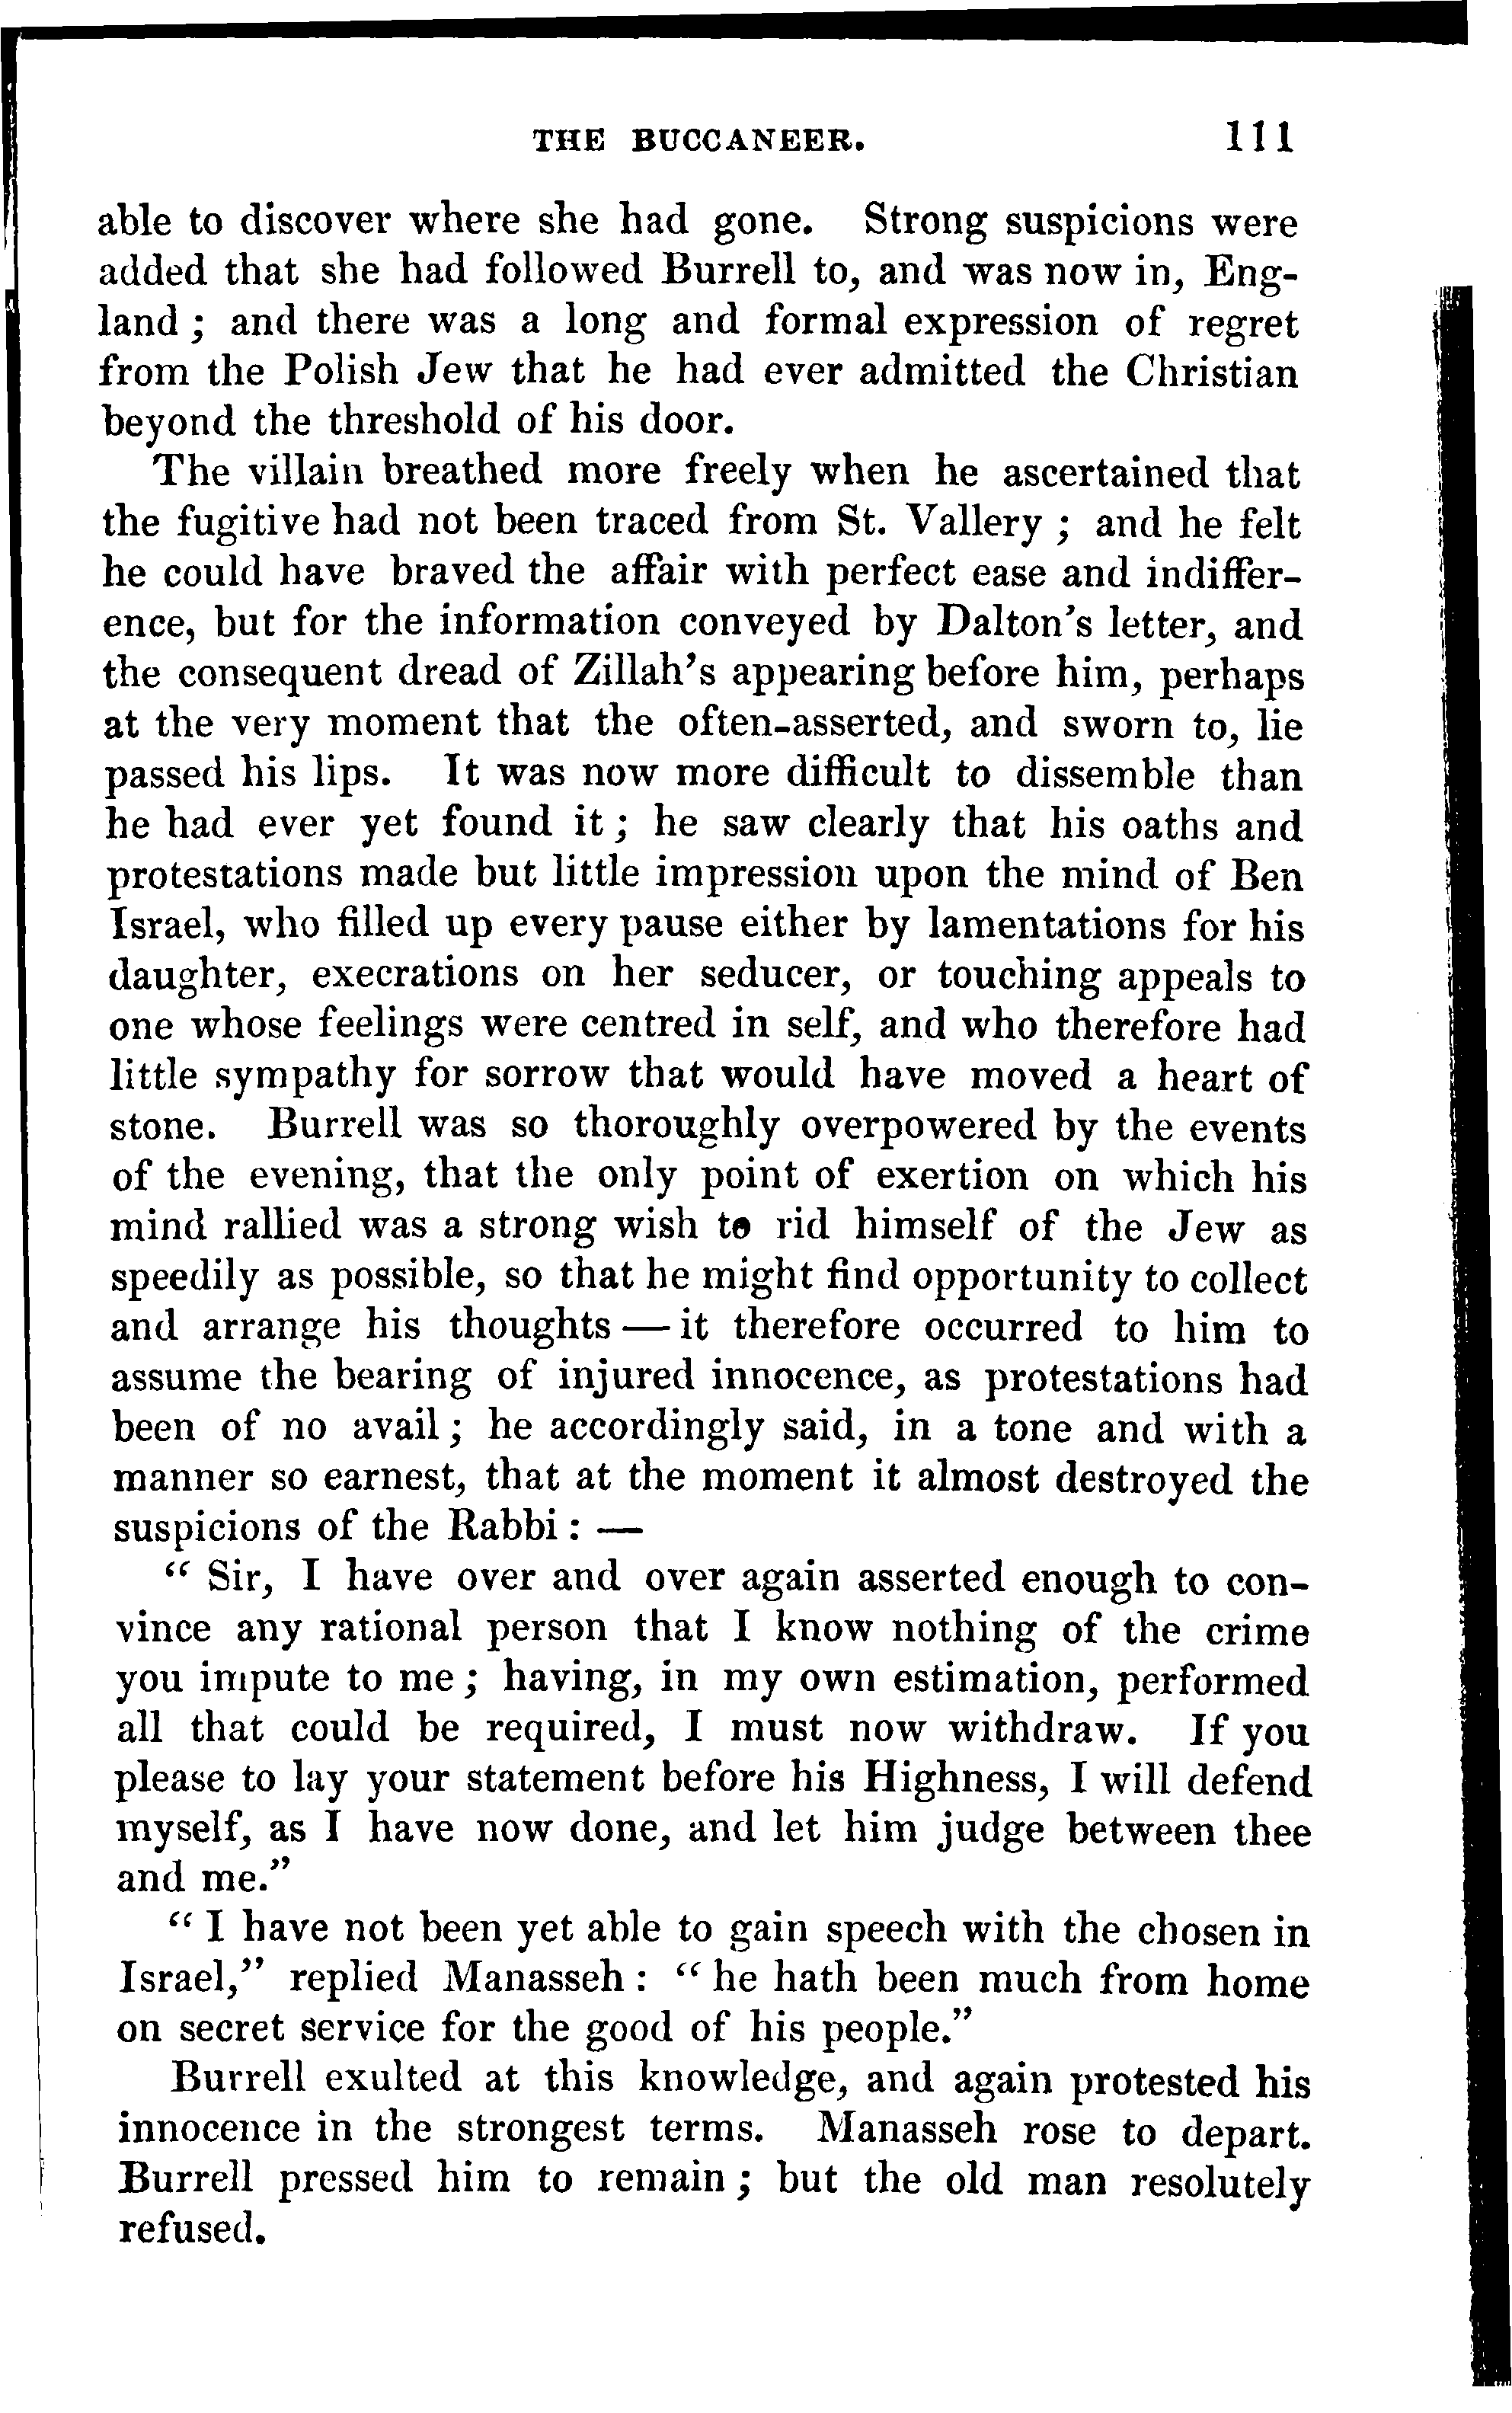 THE BUCCANEER. 111
able to discover where she had gone. Strong suspicions were
added that she had followed Burrell to, and was now in, Eng-
land ; and there was a long and formal expression of regret
from the Polish Jew that he had ever admitted the Christian
beyond the threshold of his door.
The villain breathed more freely when he ascertained that
the fugitive had not been traced from St. Vallery ; and he felt
he could have braved the affair with perfect ease and indiffer-
ence, but for the information conveyed by Dalton's letter, and
the consequent dread of Zillah's appearing before him, perhaps
at the very moment that the often-asserted, and sworn to, lie
passed his lips. It was now more difficult to dissemble than
he had ever yet found it ; he saw clearly that his oaths and
protestations made but little impression upon the mind of Ben
Israel, who filled up every pause either by lamentations for his
daughter, execrations on her seducer, or touching appeals to
one whose feelings were centred in self, and who therefore had
little sympathy for sorrow that would have moved a heart of
stone. Burrell was so thoroughly overpowered by the events
of the evening, that the only point of exertion on which his
mind rallied was a strong wish to rid himself of the Jew as
speedily as possible, so that he might find opportunity to collect
and arrange his thoughts — it therefore occurred to him to
assume the bearing of injured innocence, as protestations had
been of no avail ; he accordingly said, in a tone and with a
manner so earnest, that at the moment it almost destroyed the
suspicions of the Rabbi : —
“ Sir, I have over and over again asserted enough to con-
vince any rational person that I know nothing of the crime
you impute to me ; having, in my own estimation, performed
all that could be required, I must now withdraw. If you
please to lay your statement before his Highness, I will defend
myself, as I have now done, and let him judge between thee
and me.”
“ I have not been yet able to gain speech with the chosen in
Israel,” replied Manasseh : “ he hath been much from home
on secret service for the good of his people.”
Burrell exulted at this knowledge, and again protested his
innocence in the strongest terms. Manasseh rose to depart.
Burrell pressed him to remain ; but the old man resolutely
refused.